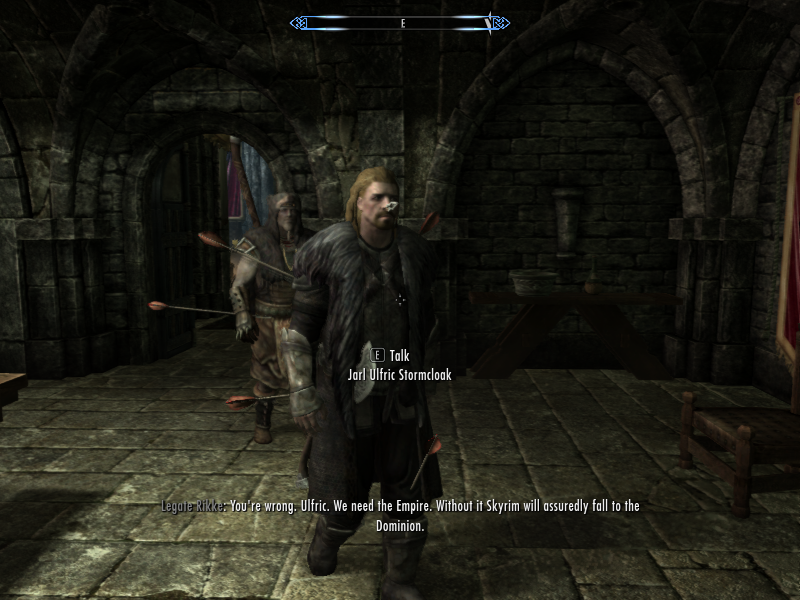 E
E Talk
Jarl Ulfric Stormcloak
Legate Rikke: You're wrong. Ulfric. We need the Empire. Without it Skyrim will assuredly fall to the
Dominion.